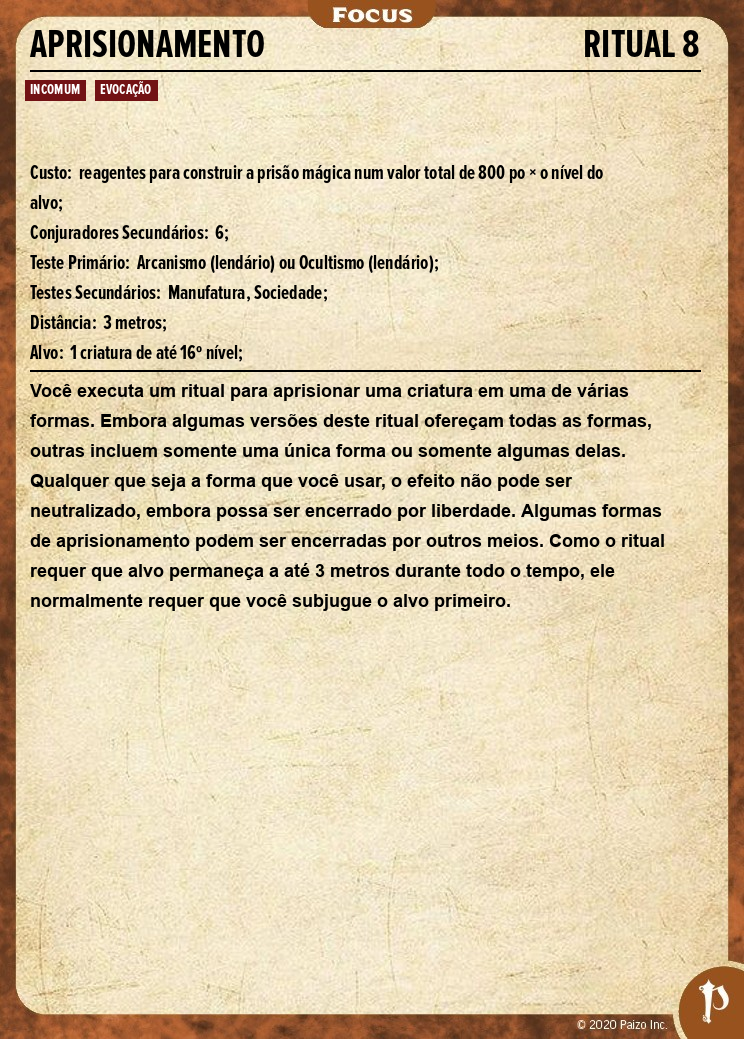 Focus
APRISIONAMENTO RITUAL 8
INCOMUM EVOCAÇÃO
Custo: reagentes para construir a prisão mágica num valor total de 800 po × o nível do
alvo;
Conjuradores Secundários: 6;
Teste Primário: Arcanismo (lendário) ou Ocultismo (lendário);
Testes Secundários: Manufatura, Sociedade;
Distância: 3 metros;
Alvo: 1 criatura de até 16º nível;
Você executa um ritual para aprisionar uma criatura em uma de várias
formas. Embora algumas versões deste ritual ofereçam todas as formas,
outras incluem somente uma única forma ou somente algumas delas.
Qualquer que seja a forma que você usar, o efeito não pode ser
neutralizado, embora possa ser encerrado por liberdade. Algumas formas
de aprisionamento podem ser encerradas por outros meios. Como o ritual
requer que alvo permaneça a até 3 metros durante todo o tempo, ele
normalmente requer que você subjugue o alvo primeiro.
© 2020 Paizo Inc.
P